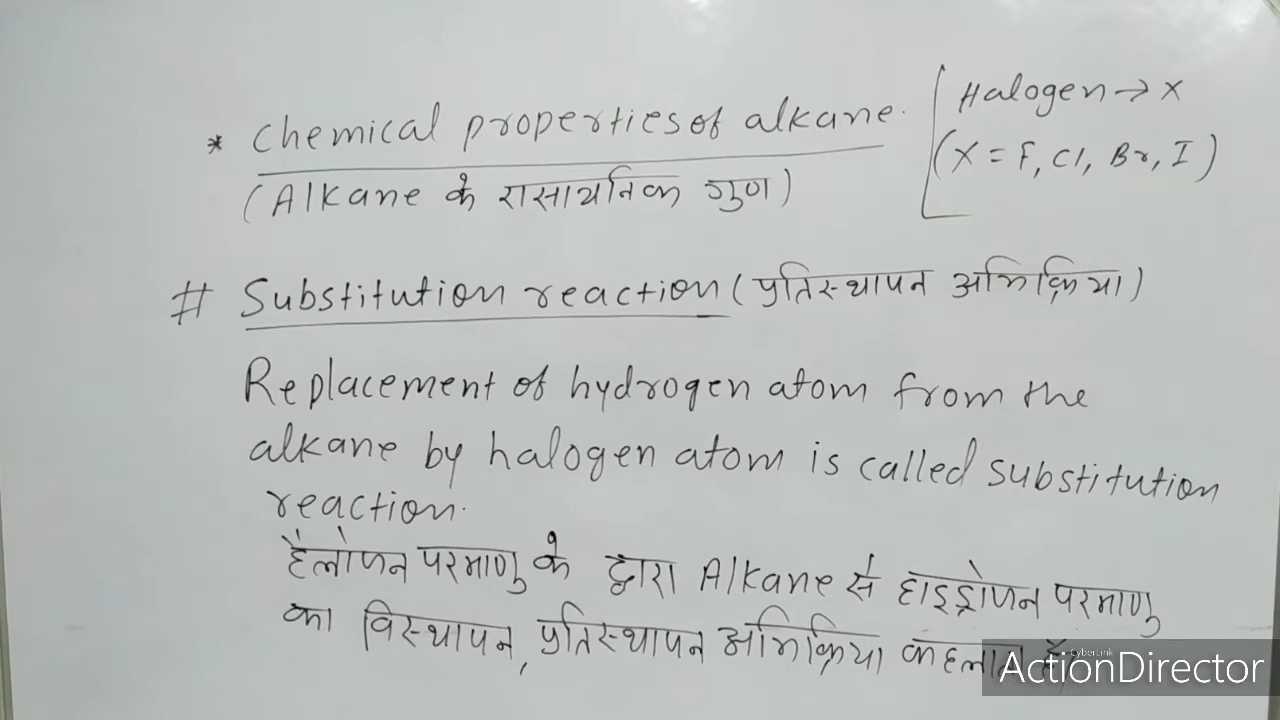 * Chemical properties of alkane.
(Alkane के रासायनिक गुण)
Halogen → X
(X = F, Cl, Br, I)
# Substitution reaction (प्रतिस्थापन अभिक्रिया)
Replacement of hydrogen atom from the
alkane by halogen atom is called substitution
reaction.
हैलोजन परमाणु के द्वारा Alkane से हाइड्रोजन परमाणु
का विस्थापन, प्रतिस्थापन अभिक्रिया
CyberLink
ActionDirector